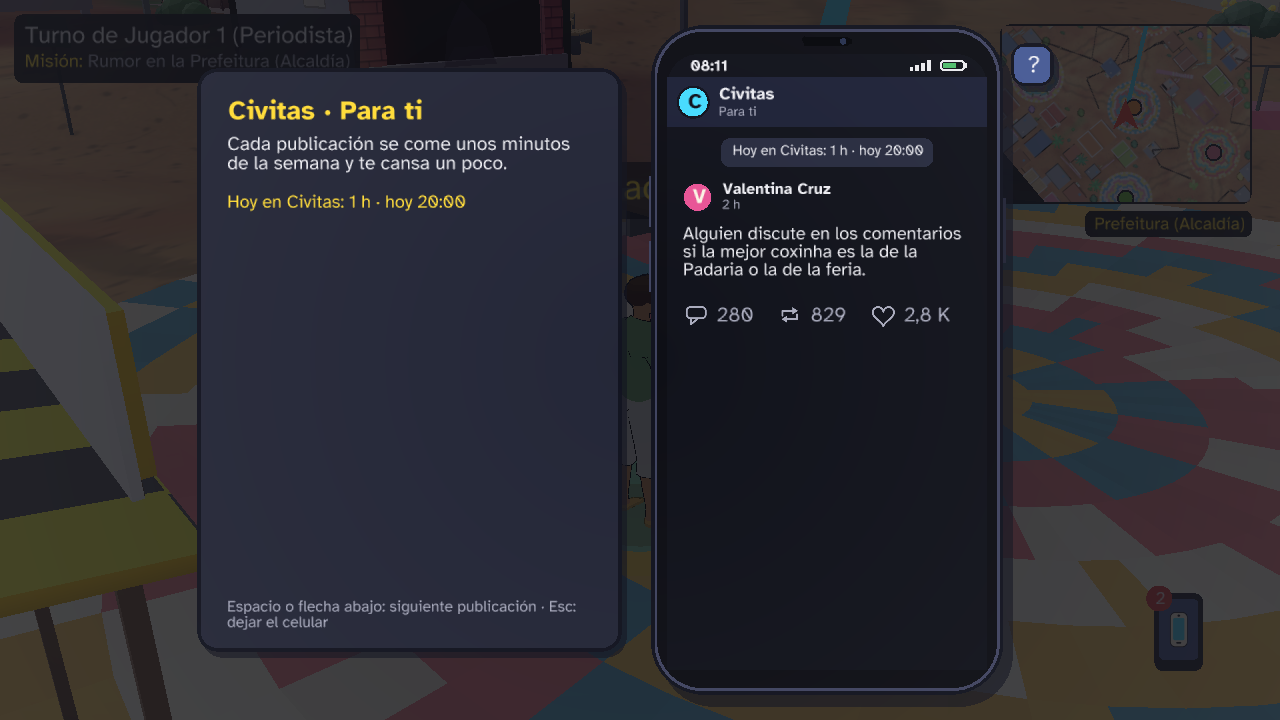 Turno de Jugador 1 (Periodista)
Misión: Rumor en la Prefeitura (Alcaldía)
Civitas · Para ti
Cada publicación se come unos minutos
de la semana y te cansa un poco.
Hoy en Civitas: 1 h · hoy 20:00
Espacio o flecha abajo: siguiente publicación · Esc:
dejar el celular
08:11
C
Civitas
Para ti
Hoy en Civitas: 1 h · hoy 20:00
V
Valentina Cruz
2 h
Alguien discute en los comentarios
si la mejor coxinha es la de la
Padaria o la de la feria.
280 829 2,8 K
?
Prefeitura (Alcaldía)
2